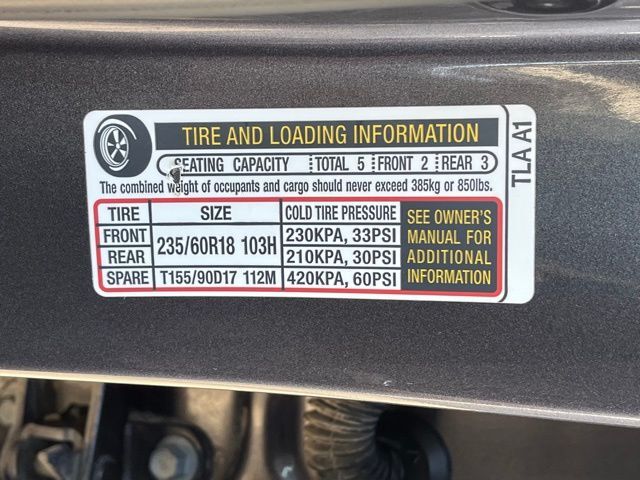 TIRE AND LOADING INFORMATION
SEATING CAPACITY TOTAL 5 FRONT 2 REAR 3
The combined weight of occupants and cargo should never exceed 385kg or 850lbs.
TIRE SIZE COLD TIRE PRESSURE SEE OWNER'S MANUAL FOR ADDITIONAL INFORMATION
FRONT 235/60R18 103H 230KPA, 33PSI
REAR 210KPA, 30PSI
SPARE T155/90D17 112M 420KPA, 60PSI
TLA A1